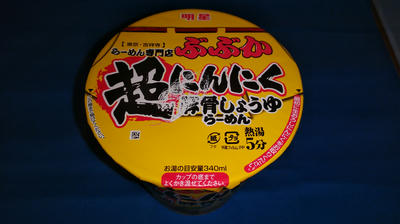 明星
【東京・吉祥寺】
らーめん専門店
ぶぶか
超にんにく
豚骨しょうゆ
らーめん
熱湯
5分
お湯の目安量340ml
カップの底まで
よくかき混ぜてください。